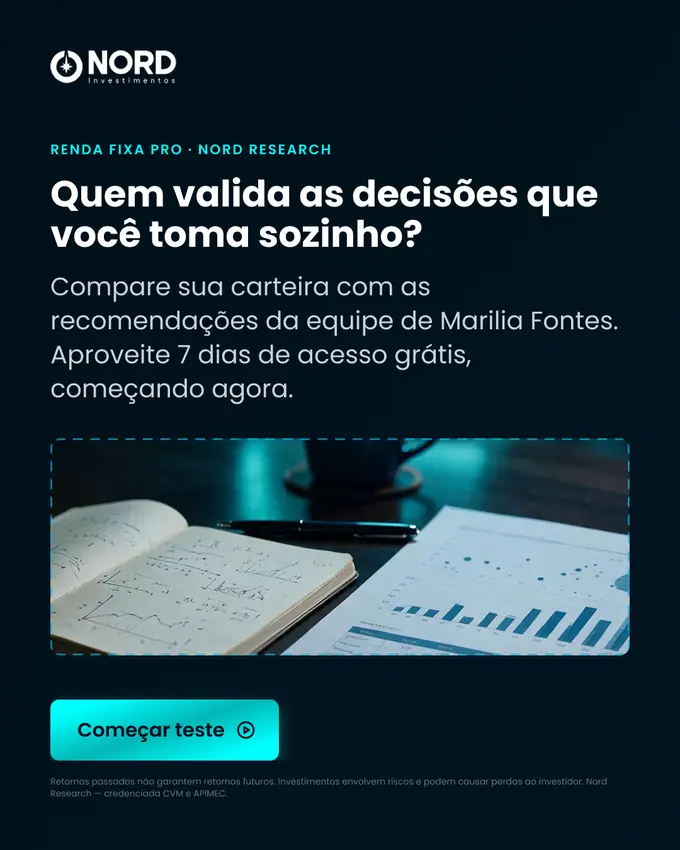 NORD
Investimentos
RENDA FIXA PRO · NORD RESEARCH
Quem valida as decisões que
você toma sozinho?
Compare sua carteira com as
recomendações da equipe de Marilia Fontes.
Aproveite 7 dias de acesso grátis,
começando agora.
Começar teste
Retornos passados não garantem retornos futuros. Investimentos envolvem riscos e podem causar perdas ao investidor. Nord
Research — credenciada CVM e APIMEC.